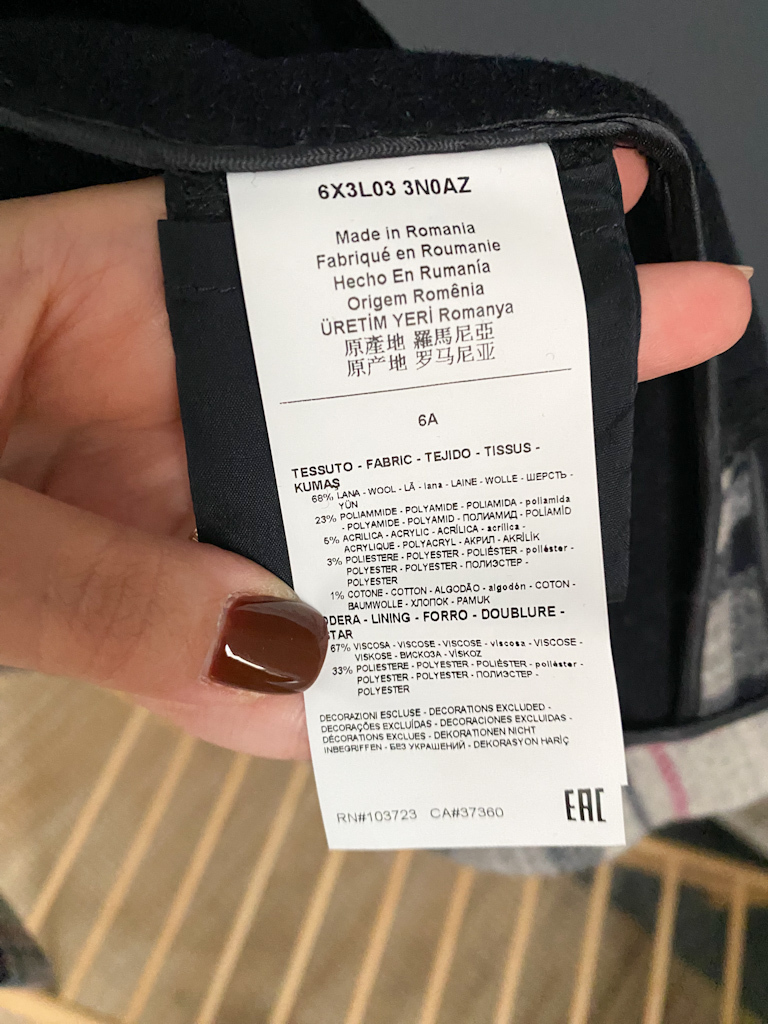 6X3L03 3N0AZ
Made in Romania
Fabriqué en Roumanie
Hecho En Rumanía
Origem Romênia
ÜRETİM YERİ Romanya
原產地 羅馬尼亞
原产地 罗马尼亚
6A
TESSUTO - FABRIC - TEJIDO - TISSUS -
KUMAŞ
68% LANA - WOOL - LÃ - lana - LAINE - WOLLE - ШЕРСТЬ -
YÜN
23% POLIAMMIDE - POLYAMIDE - POLIAMIDA - poliamida
- POLYAMIDE - POLYAMID - ПОЛИАМИД - POLİAMİD
5% ACRILICA - ACRYLIC - ACRÍLICA - acrílica -
ACRYLIQUE - POLYACRYL - АКРИЛ - AKRİLİK
3% POLIESTERE - POLYESTER - POLIÉSTER - poliéster -
POLYESTER - POLYESTER - ПОЛИЭСТЕР -
POLYESTER
1% COTONE - COTTON - ALGODÃO - algodón - COTON -
BAUMWOLLE - ХЛОПОК - PAMUK
DERA - LINING - FORRO - DOUBLURE -
STAR
67% VISCOSA - VISCOSE - VISCOSE - viscosa - VISCOSE -
VISKOSE - ВИСКОЗА - VİSKOZ
33% POLIESTERE - POLYESTER - POLIÉSTER - poliéster -
POLYESTER - POLYESTER - ПОЛИЭСТЕР -
POLYESTER
DECORAZIONI ESCLUSE - DECORATIONS EXCLUDED -
DECORAÇÕES EXCLUÍDAS - DECORACIONES EXCLUIDAS -
DÉCORATIONS EXCLUES - DEKORATIONEN NICHT
INBEGRIFFEN - БЕЗ УКРАШЕНИЙ - DEKORASYON HARİÇ
RN#103723 CA#37360
EAC